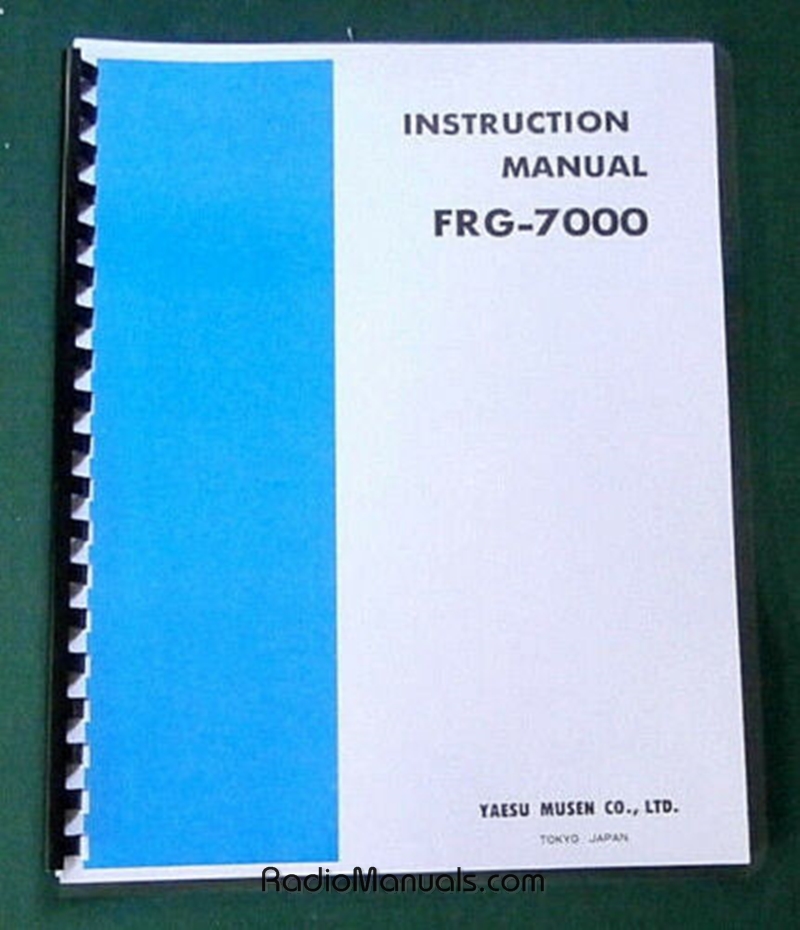 INSTRUCTION
MANUAL
FRG-7000
YAESU MUSEN CO., LTD.
TOKYO JAPAN
RadioManuals.com